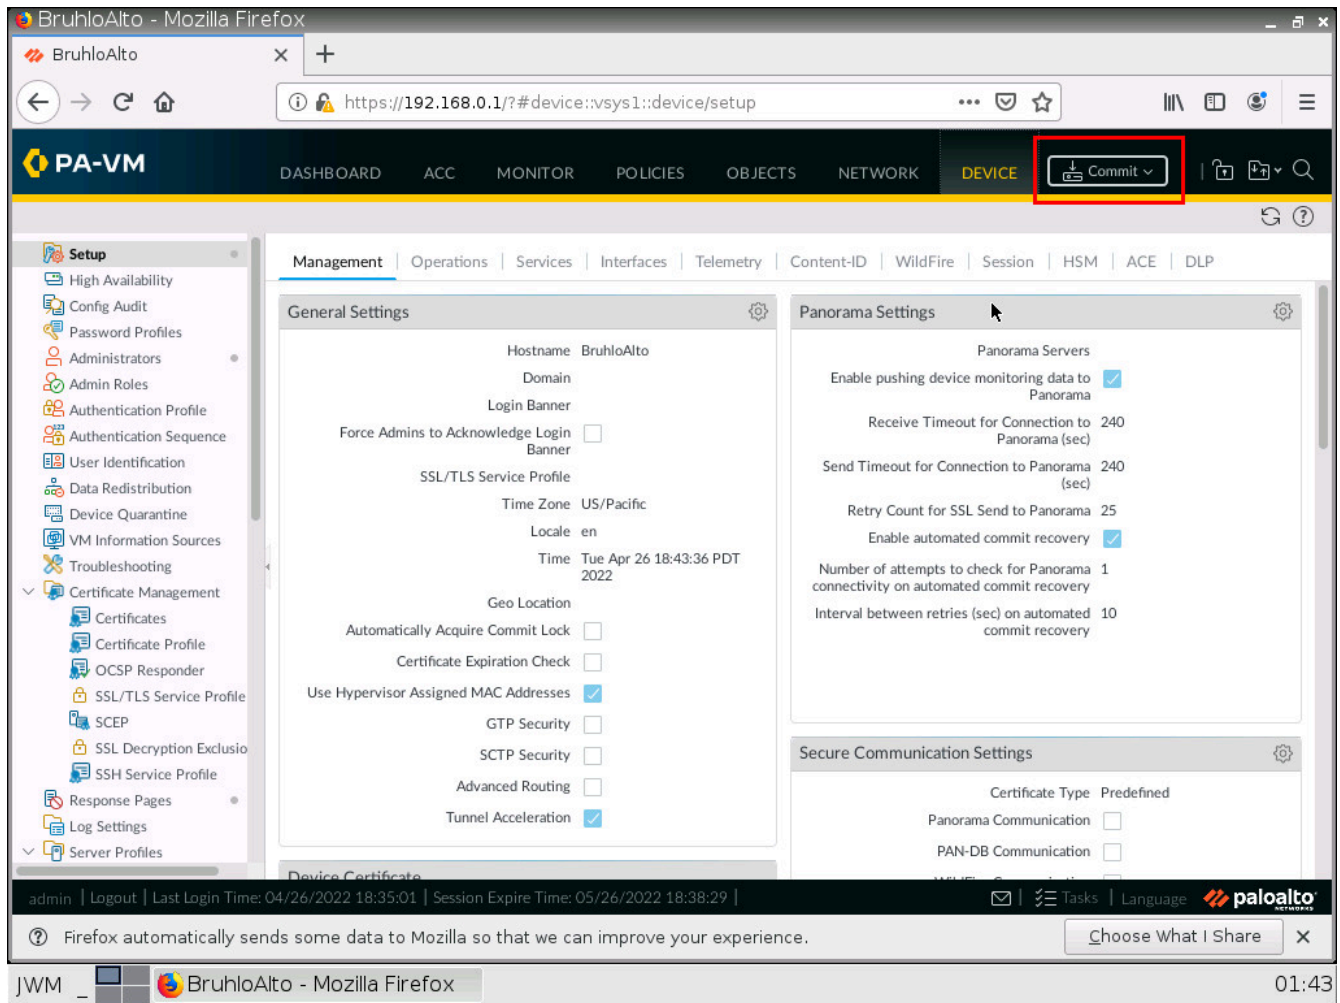 BruhloAlto - Mozilla Firefox
BruhloAlto
https://192.168.0.1/?#device::vsys1::device/setup
PA-VM
DASHBOARD
ACC
MONITOR
POLICIES
OBJECTS
NETWORK
DEVICE
Commit
Setup
High Availability
Config Audit
Password Profiles
Administrators
Admin Roles
Authentication Profile
Authentication Sequence
User Identification
Data Redistribution
Device Quarantine
VM Information Sources
Troubleshooting
Certificate Management
Certificates
Certificate Profile
OCSP Responder
SSL/TLS Service Profile
SCEP
SSL Decryption Exclusio
SSH Service Profile
Response Pages
Log Settings
Server Profiles
Management | Operations | Services | Interfaces | Telemetry | Content-ID | WildFire | Session | HSM | ACE | DLP
General Settings
Hostname BruhloAlto
Domain
Login Banner
Force Admins to Acknowledge Login
Banner
SSL/TLS Service Profile
Time Zone US/Pacific
Locale en
Time Tue Apr 26 18:43:36 PDT
2022
Geo Location
Automatically Acquire Commit Lock
Certificate Expiration Check
Use Hypervisor Assigned MAC Addresses
GTP Security
SCTP Security
Advanced Routing
Tunnel Acceleration
Device Certificate
Panorama Settings
Panorama Servers
Enable pushing device monitoring data to
Panorama
Receive Timeout for Connection to 240
Panorama (sec)
Send Timeout for Connection to Panorama 240
(sec)
Retry Count for SSL Send to Panorama 25
Enable automated commit recovery
Number of attempts to check for Panorama 1
connectivity on automated commit recovery
Interval between retries (sec) on automated 10
commit recovery
Secure Communication Settings
Certificate Type Predefined
Panorama Communication
PAN-DB Communication
admin | Logout | Last Login Time: 04/26/2022 18:35:01 | Session Expire Time: 05/26/2022 18:38:29 |
Tasks | Language
paloalto
NETWORKS
Firefox automatically sends some data to Mozilla so that we can improve your experience.
Choose What I Share
JWM
BruhloAlto - Mozilla Firefox
01:43